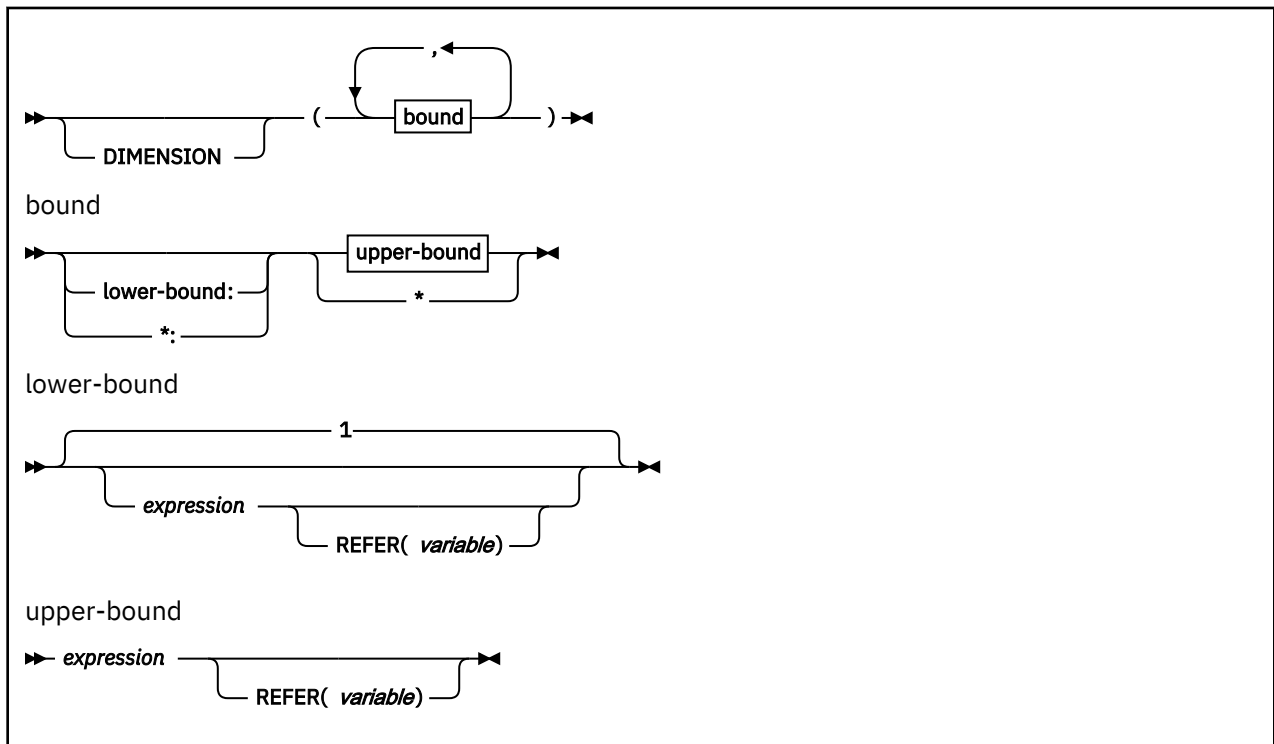 ,
( bound )
DIMENSION
bound
upper-bound
lower-bound:
*
*:
lower-bound
1
expression
REFER( variable)
upper-bound
expression
REFER( variable)